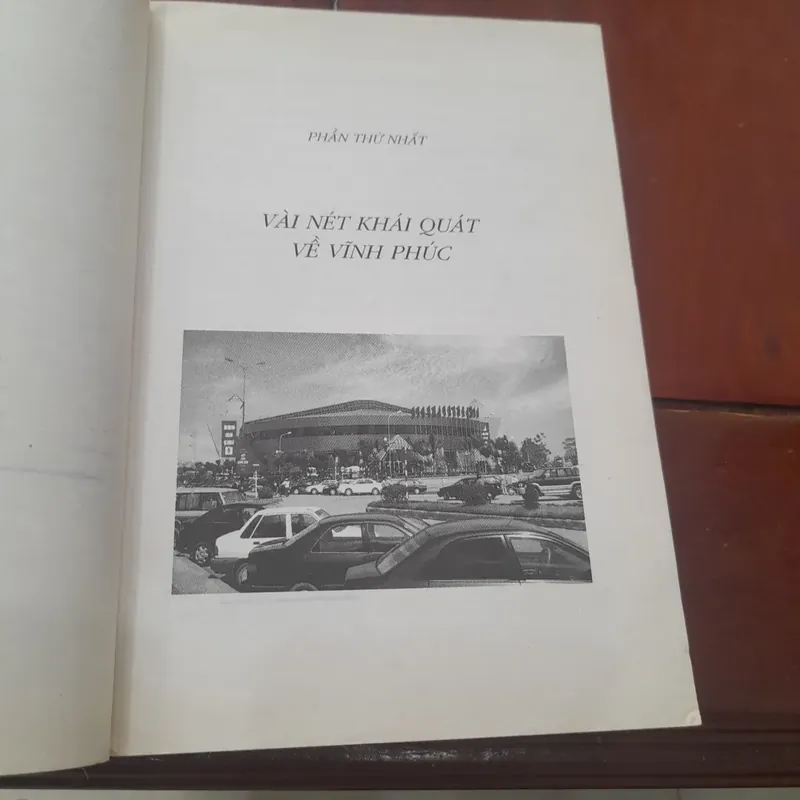 PHẦN THỨ NHẤT
VÀI NÉT KHÁI QUÁT
VỀ VĨNH PHÚC